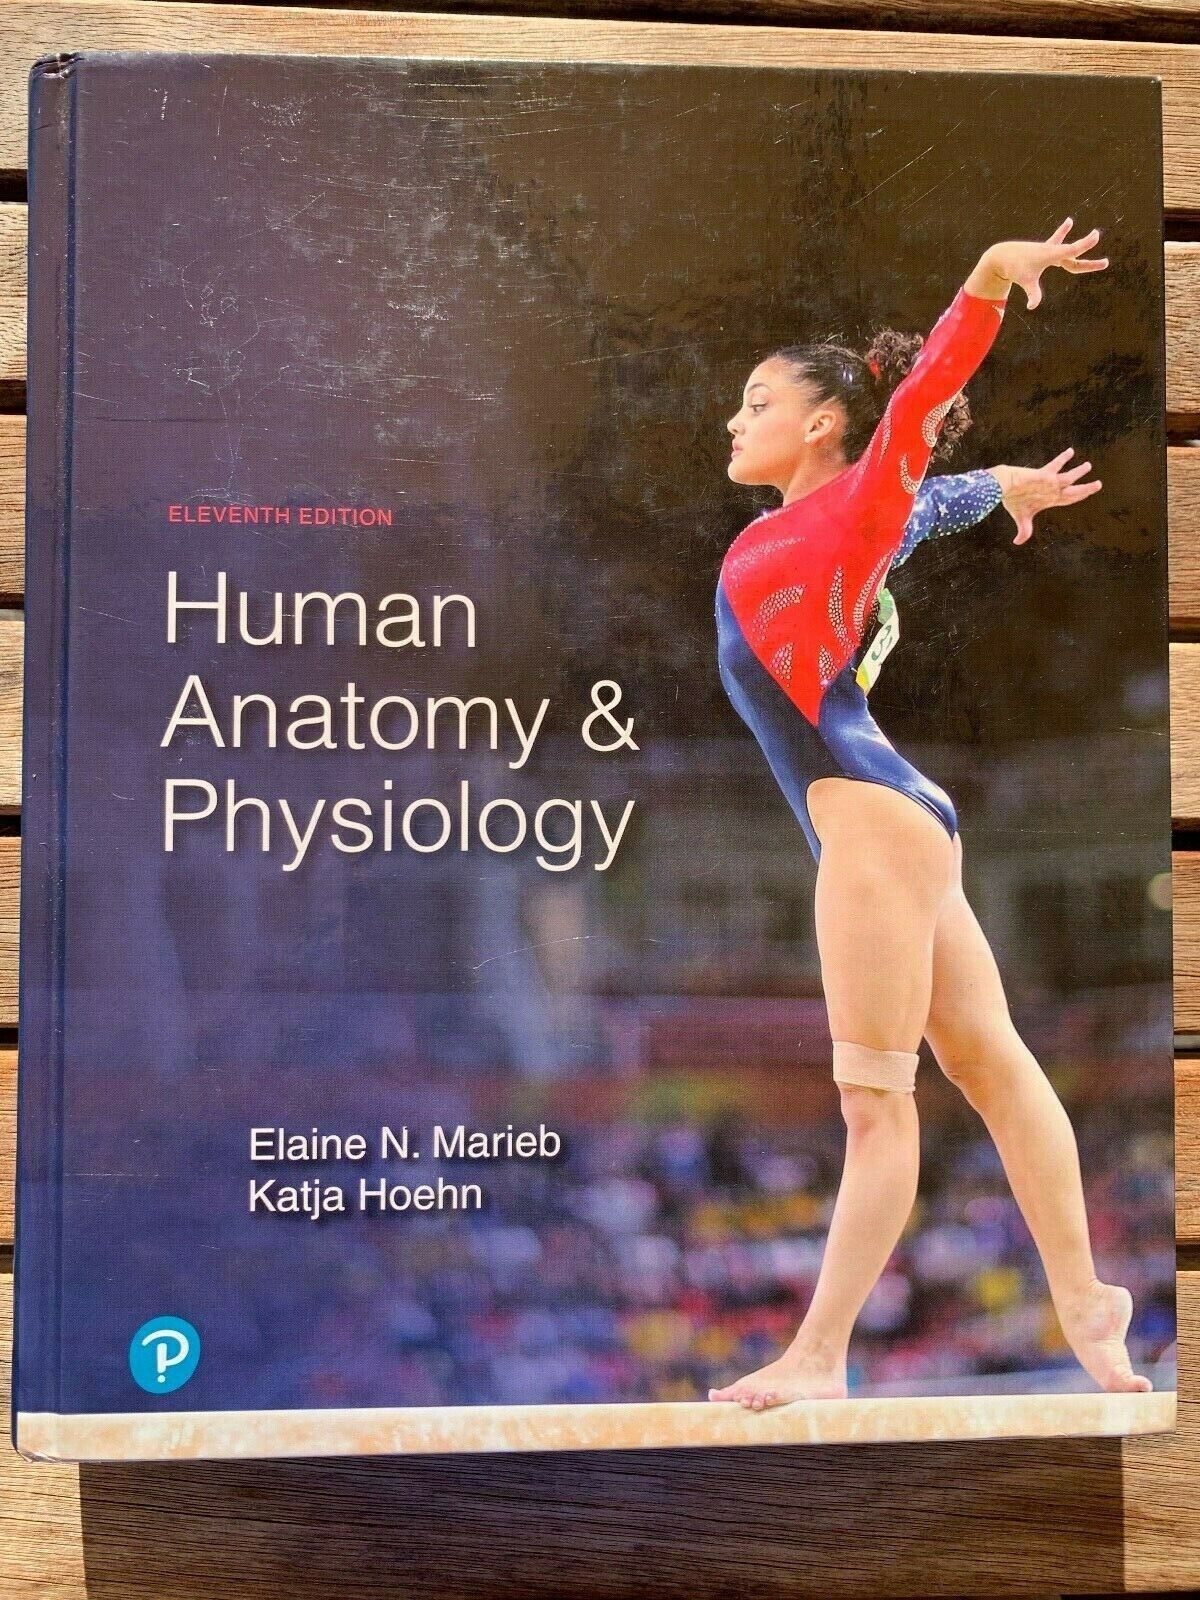 ELEVENTH EDITION
Human
Anatomy &
Physiology
Elaine N. Marieb
Katja Hoehn
P